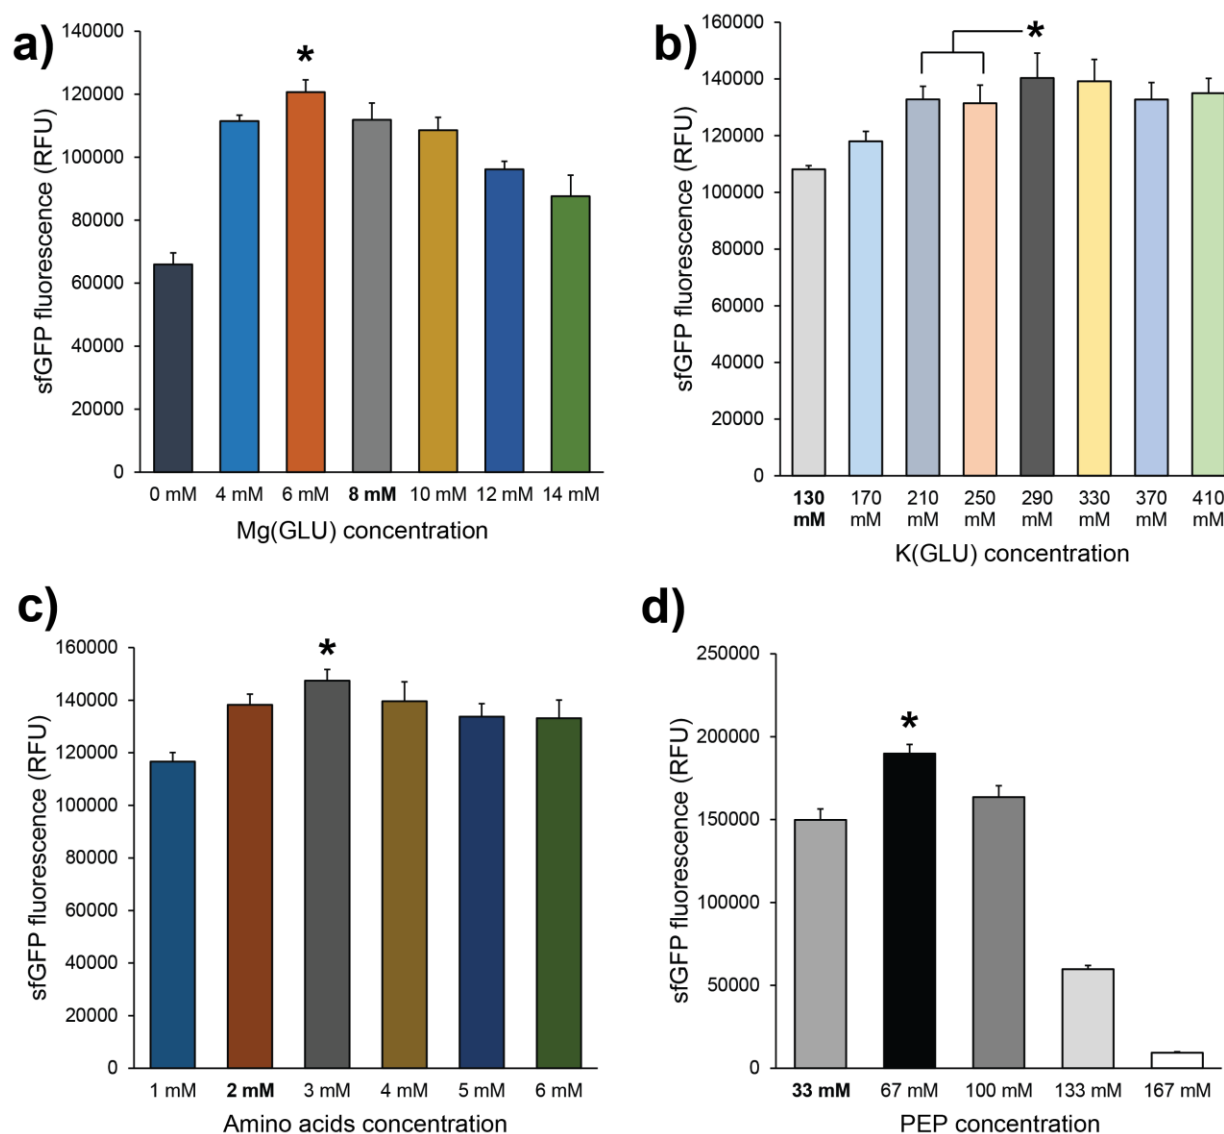 a)
140000
120000
100000
80000
60000
40000
20000
0
sfGFP fluorescence (RFU)
*
0 mM 4 mM 6 mM 8 mM 10 mM 12 mM 14 mM
Mg(GLU) concentration
b)
160000
140000
120000
100000
80000
60000
40000
20000
0
sfGFP fluorescence (RFU)
*
130 170 210 250 290 330 370 410
mM mM mM mM mM mM mM mM
K(GLU) concentration
c)
160000
140000
120000
100000
80000
60000
40000
20000
0
sfGFP fluorescence (RFU)
*
1 mM 2 mM 3 mM 4 mM 5 mM 6 mM
Amino acids concentration
d)
250000
200000
150000
100000
50000
0
sfGFP fluorescence (RFU)
*
33 mM 67 mM 100 mM 133 mM 167 mM
PEP concentration